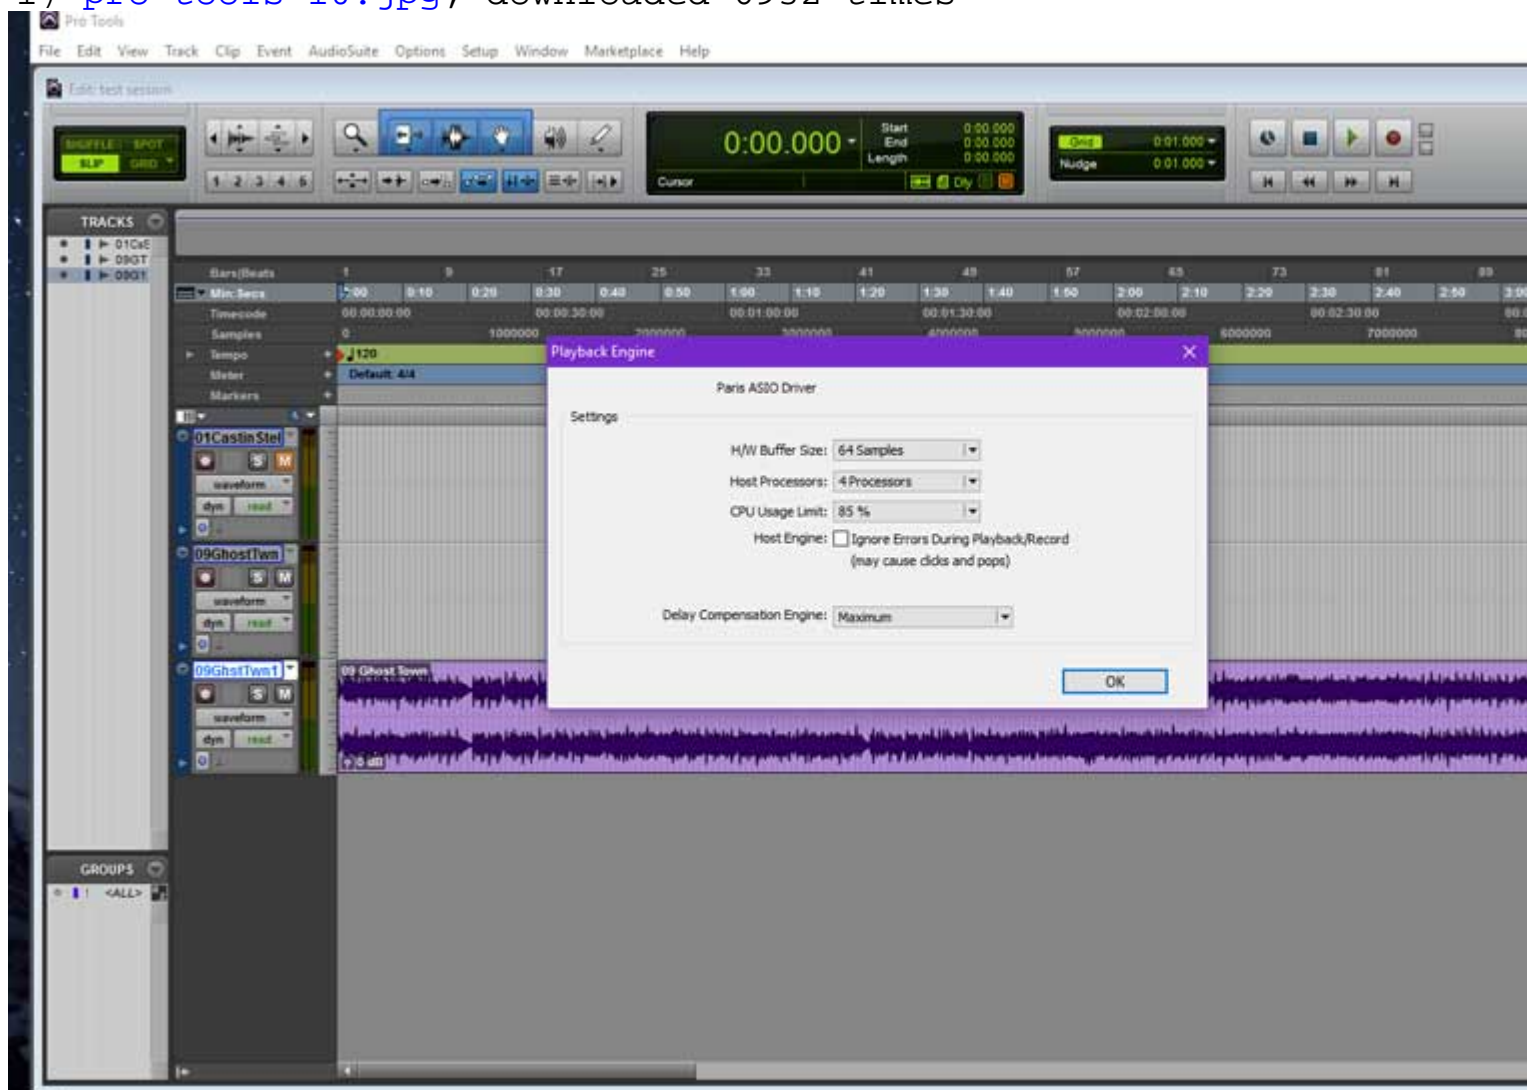 pro tools 10.jpg, downloaded 0952 times
Pro Tools
File Edit View Track Clip Event AudioSuite Options Setup Window Marketplace Help
Edit: test session
SHUFFLE SPOT
SLIP GRID
1 2 3 4 5
0:00.000
Start 0:00.000
End 0:00.000
Length 0:00.000
Cursor
Dly
Grid 0:01.000
Nudge 0:01.000
TRACKS
01CsS
09GT
09GT
Bars|Beats 1 9 17 25 33 41 49 57 65 73 81 89
Min:Secs 0:00 0:10 0:20 0:30 0:40 0:50 1:00 1:10 1:20 1:30 1:40 1:50 2:00 2:10 2:20 2:30 2:40 2:50 3:00
Timecode 00:00:00:00 00:00:30:00 00:01:00:00 00:01:30:00 00:02:00:00 00:02:30:00
Samples 0 1000000 2000000 3000000 4000000 5000000 6000000 7000000
Tempo 120
Meter Default: 4/4
Markers
Playback Engine
Paris ASIO Driver
Settings
H/W Buffer Size: 64 Samples
Host Processors: 4 Processors
CPU Usage Limit: 85 %
Host Engine: Ignore Errors During Playback/Record
(may cause clicks and pops)
Delay Compensation Engine: Maximum
OK
01CastinStel
S M
waveform
dyn read
09GhostTwn
S M
waveform
dyn read
09GhstTwn1
S M
waveform
dyn read
09 Ghost Town
0 dB
GROUPS
! <ALL>